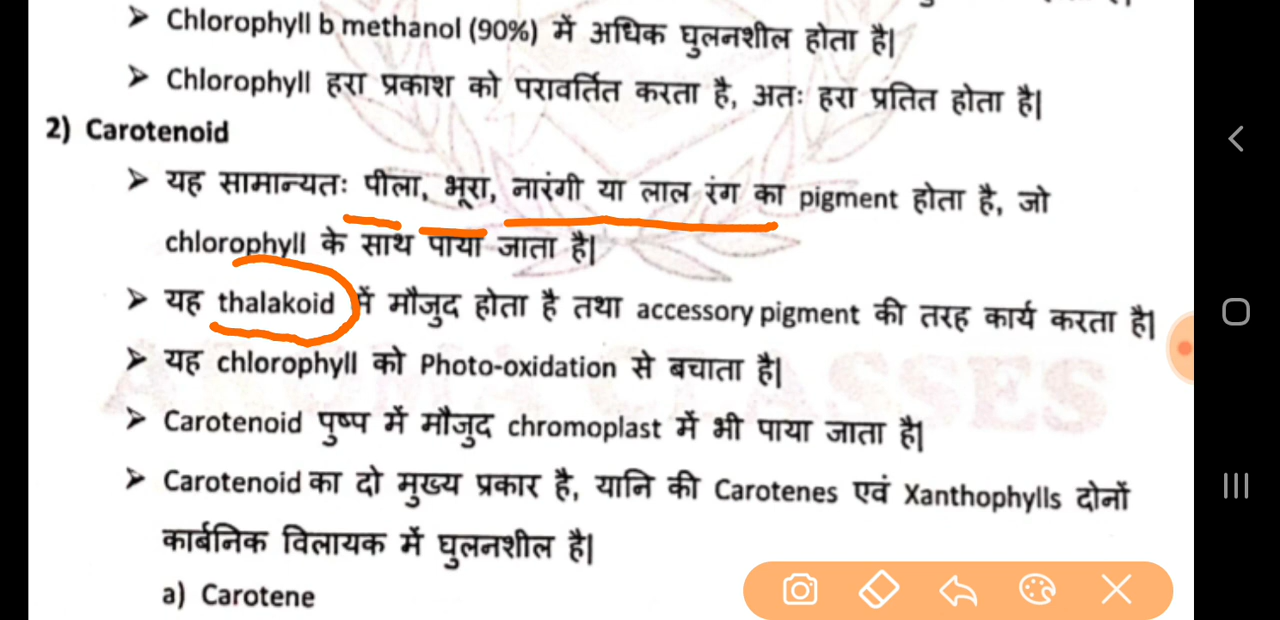 ➤ Chlorophyll b methanol (90%) में अधिक घुलनशील होता है|
➤ Chlorophyll हरा प्रकाश को परावर्तित करता है, अतः हरा प्रतित होता है|
2) Carotenoid
➤ यह सामान्यतः पीला, भूरा, नारंगी या लाल रंग का pigment होता है, जो
chlorophyll के साथ पाया जाता है|
➤ यह thalakoid में मौजुद होता है तथा accessory pigment की तरह कार्य करता है|
➤ यह chlorophyll को Photo-oxidation से बचाता है|
➤ Carotenoid पुष्प में मौजुद chromoplast में भी पाया जाता है|
➤ Carotenoid का दो मुख्य प्रकार है, यानि की Carotenes एवं Xanthophylls दोनों
कार्बनिक विलायक में घुलनशील है|
a) Carotene